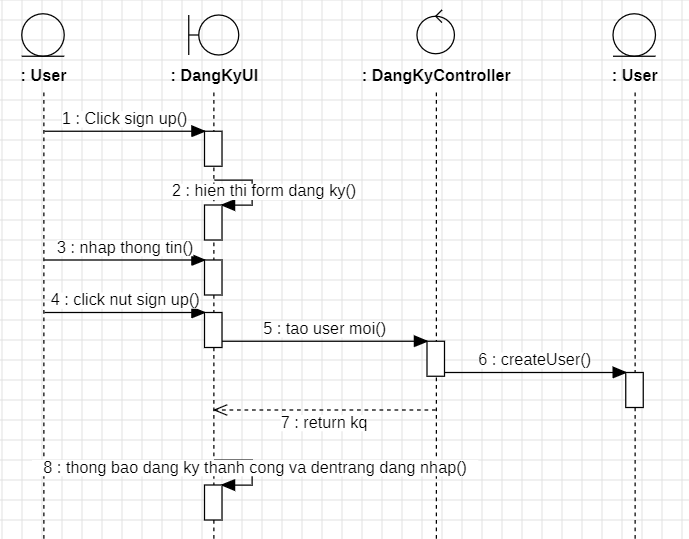 : User
: DangKyUI
: DangKyController
: User
1 : Click sign up()
2 : hien thi form dang ky()
3 : nhap thong tin()
4 : click nut sign up()
5 : tao user moi()
6 : createUser()
7 : return kq
8 : thong bao dang ky thanh cong va dentrang dang nhap()